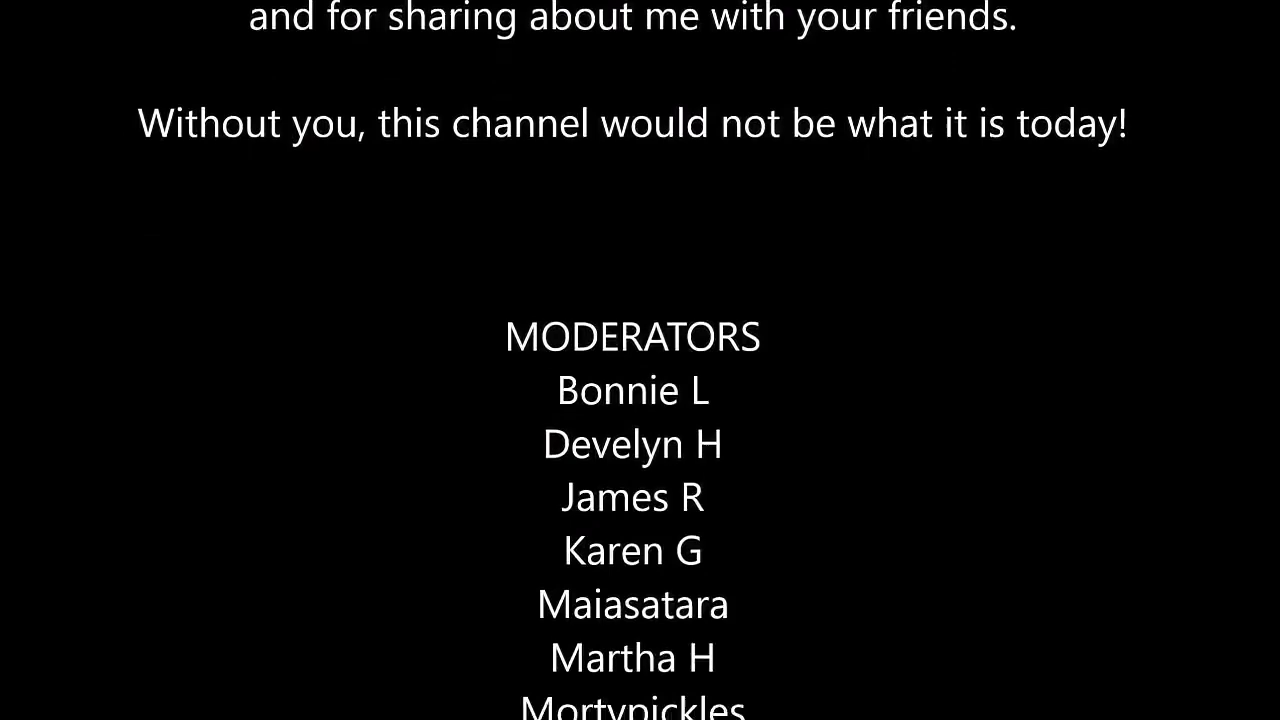 and for sharing about me with your friends.
Without you, this channel would not be what it is today!
MODERATORS
Bonnie L
Develyn H
James R
Karen G
Maiasatara
Martha H
Mortypickles